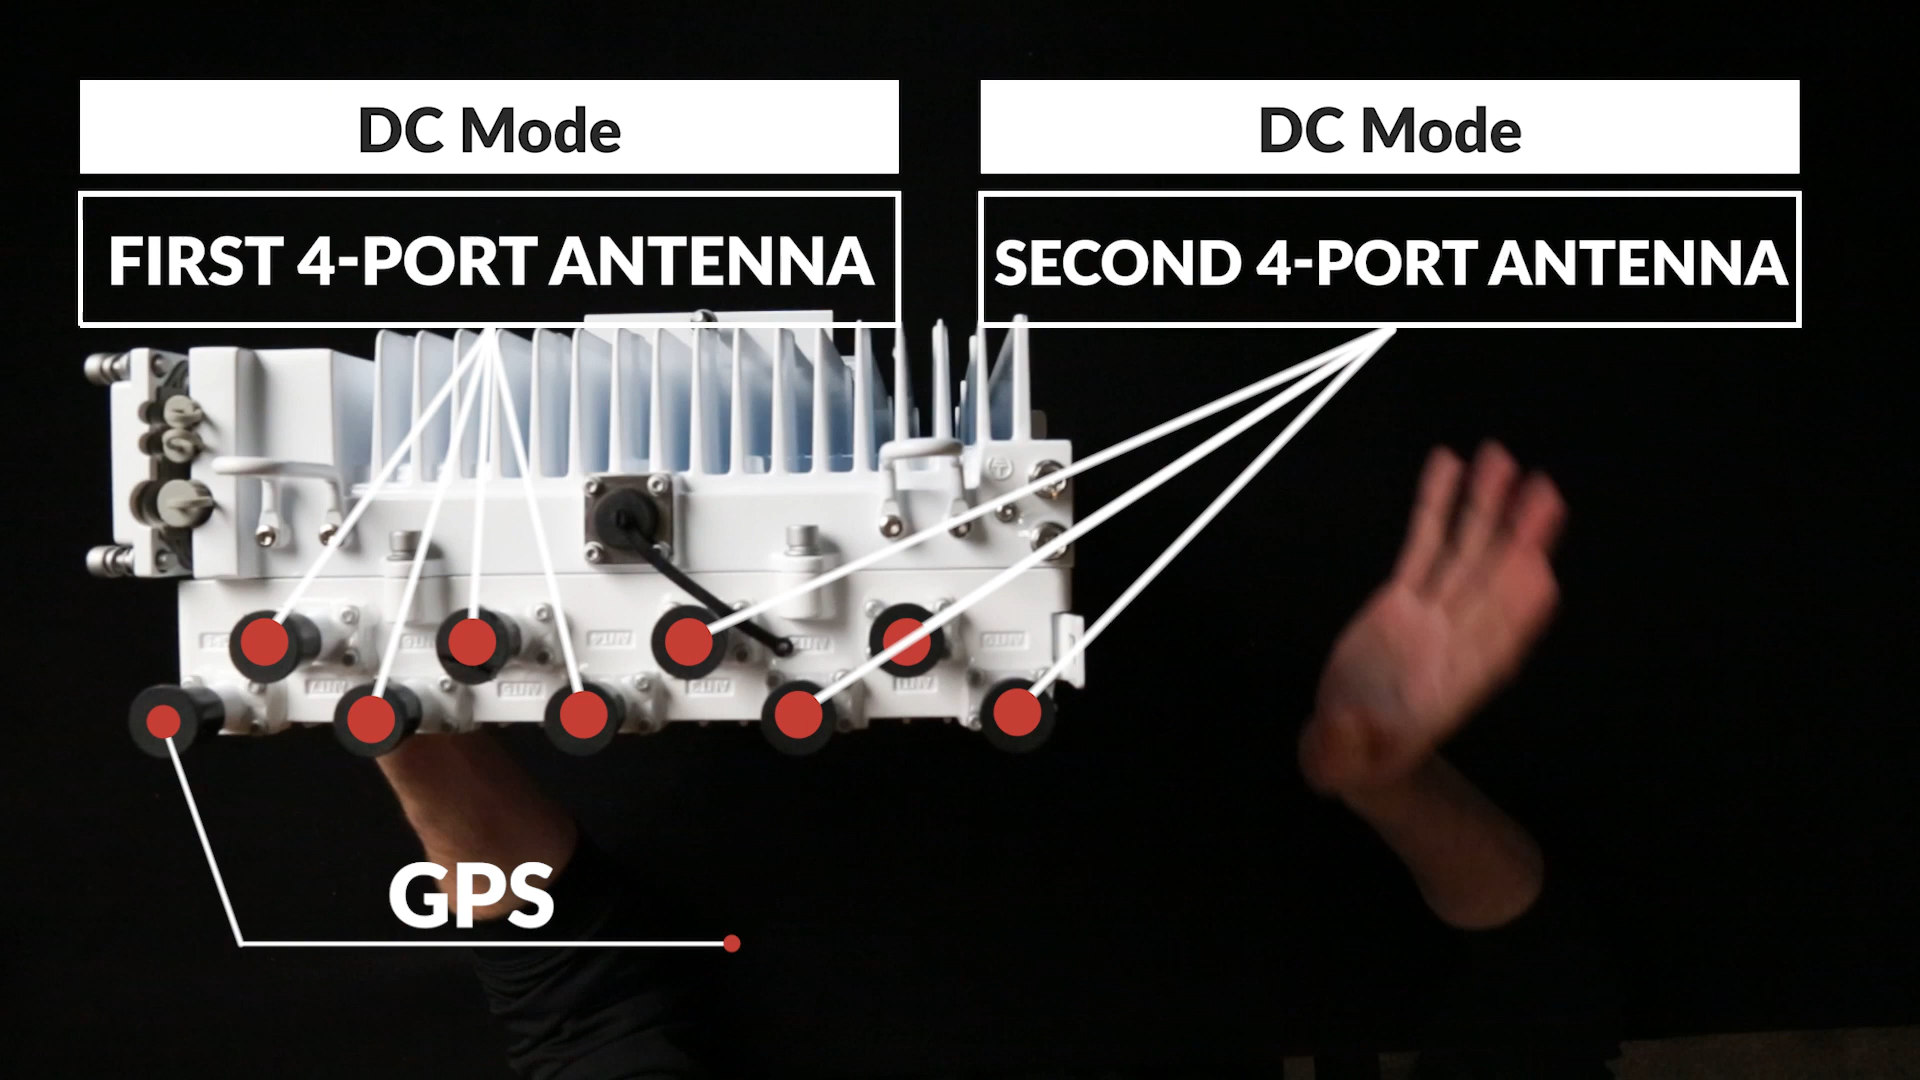 DC Mode
DC Mode
FIRST 4-PORT ANTENNA
SECOND 4-PORT ANTENNA
GPS